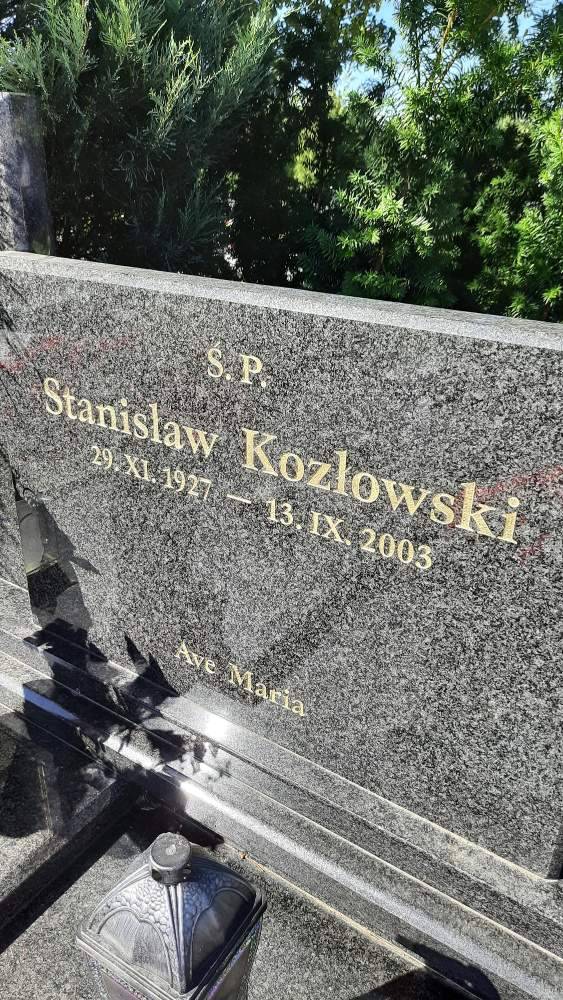 Ś. P.
Stanisław Kozłowski
29. XI. 1927 — 13. IX. 2003
Ave Maria